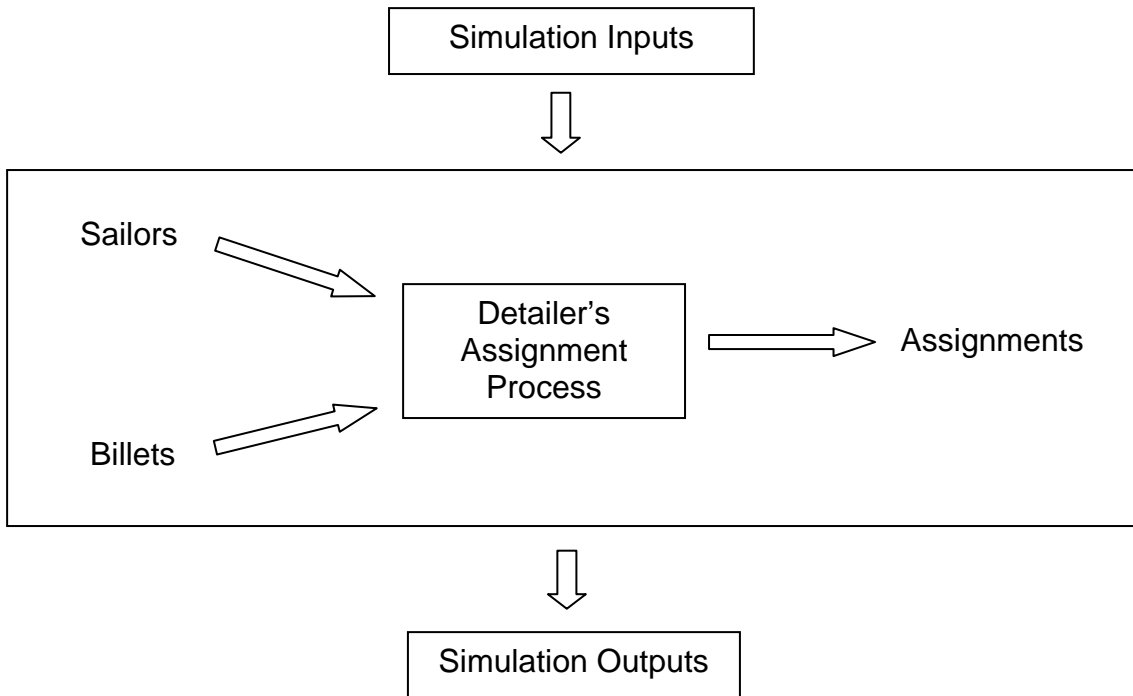 Simulation Inputs
Sailors
Detailer's
Assignment
Process
Assignments
Billets
Simulation Outputs